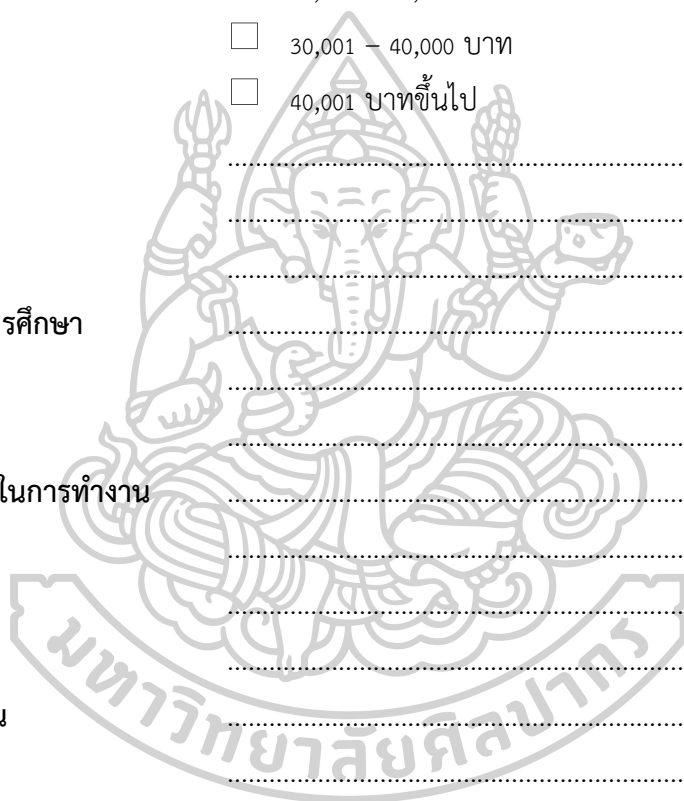 ☐ 30,001 – 40,000 บาท
☐ 40,001 บาทขึ้นไป
................................................................
................................................................
................................................................
รศึกษา ................................................................
................................................................
................................................................
ในการทำงาน ................................................................
................................................................
................................................................
................................................................
น ................................................................
................................................................
มหาวิทยาลัยศิลปากร